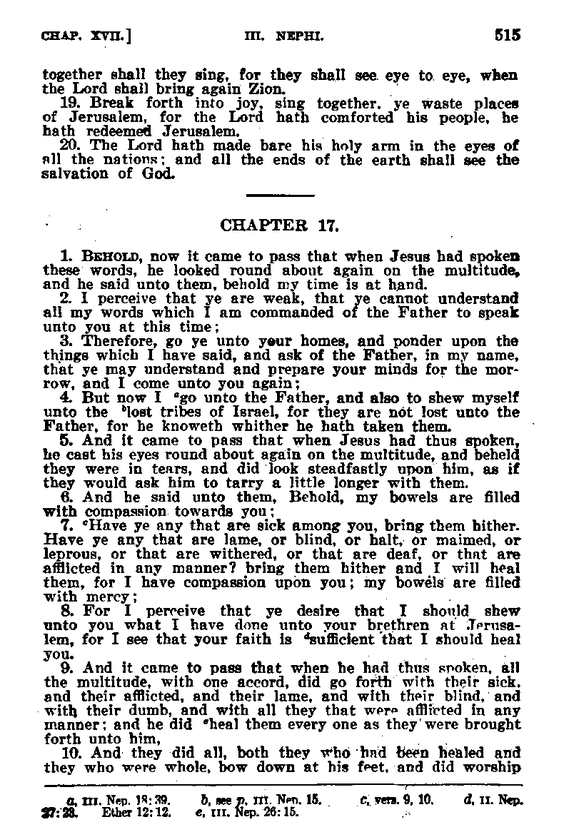 CHAP. XVII.] III. NEPHI. 515
together shall they sing, for they shall see eye to eye, when
the Lord shall bring again Zion.
19. Break forth into joy, sing together, ye waste places
of Jerusalem, for the Lord hath comforted his people, he
hath redeemed Jerusalem.
20. The Lord hath made bare his holy arm in the eyes of
all the nations; and all the ends of the earth shall see the
salvation of God.
CHAPTER 17.
1. BEHOLD, now it came to pass that when Jesus had spoken
these words, he looked round about again on the multitude,
and he said unto them, behold my time is at hand.
2. I perceive that ye are weak, that ye cannot understand
all my words which I am commanded of the Father to speak
unto you at this time;
3. Therefore, go ye unto your homes, and ponder upon the
things which I have said, and ask of the Father, in my name,
that ye may understand and prepare your minds for the mor-
row, and I come unto you again;
4. But now I ᵃgo unto the Father, and also to shew myself
unto the ᵇlost tribes of Israel, for they are not lost unto the
Father, for he knoweth whither he hath taken them.
5. And it came to pass that when Jesus had thus spoken,
he cast his eyes round about again on the multitude, and beheld
they were in tears, and did look steadfastly upon him, as if
they would ask him to tarry a little longer with them.
6. And he said unto them, Behold, my bowels are filled
with compassion towards you;
7. ᶜHave ye any that are sick among you, bring them hither.
Have ye any that are lame, or blind, or halt, or maimed, or
leprous, or that are withered, or that are deaf, or that are
afflicted in any manner? bring them hither and I will heal
them, for I have compassion upon you; my bowels are filled
with mercy;
8. For I perceive that ye desire that I should shew
unto you what I have done unto your brethren at Jerusa-
lem, for I see that your faith is ᵈsufficient that I should heal
you.
9. And it came to pass that when he had thus spoken, all
the multitude, with one accord, did go forth with their sick,
and their afflicted, and their lame, and with their blind, and
with their dumb, and with all they that were afflicted in any
manner; and he did ᵉheal them every one as they were brought
forth unto him,
10. And they did all, both they who had been healed and
they who were whole, bow down at his feet, and did worship
a, III. Nep. 18:39. b, see p, III. Nep. 15. c, vers. 9, 10. d, II. Nep.
27:23. Ether 12:12. e, III. Nep. 26:15.